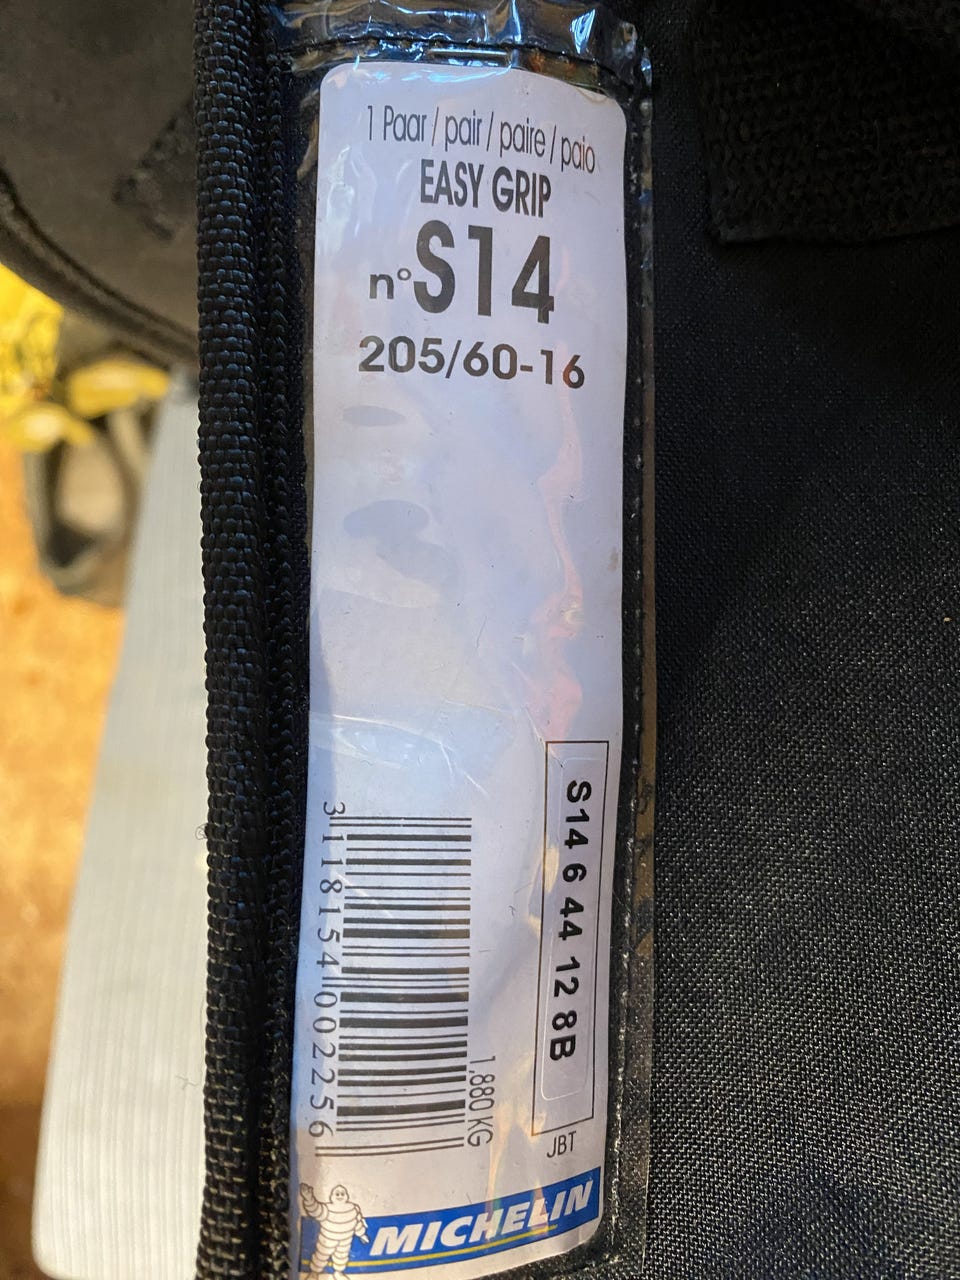 1 Paar / pair / paire / paio
EASY GRIP
n° S14
205/60-16
S14 6 44 12 8B
3 118154 002256
1,880 KG
JBT
MICHELIN